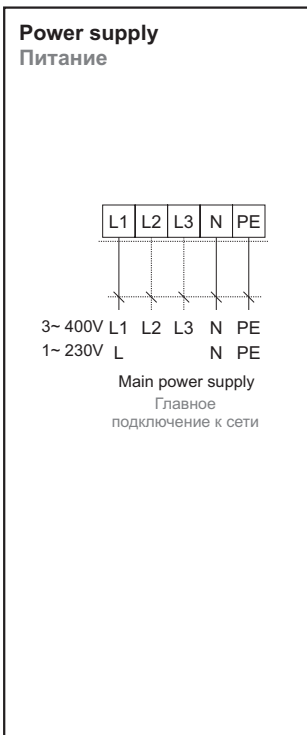 Power supply
Питание
L1 L2 L3 N PE
3~ 400V L1 L2 L3 N PE
1~ 230V L N PE
Main power supply
Главное
подключение к сети